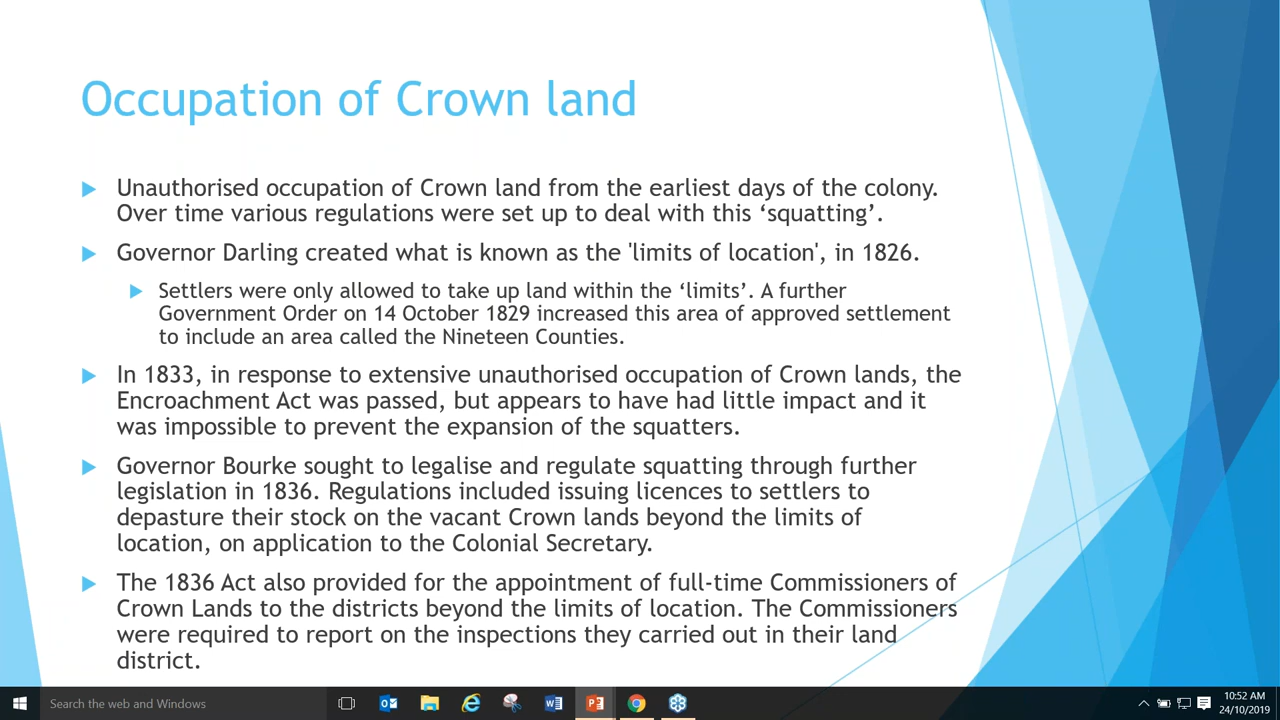 Occupation of Crown land
Unauthorised occupation of Crown land from the earliest days of the colony.
Over time various regulations were set up to deal with this ‘squatting’.
Governor Darling created what is known as the 'limits of location', in 1826.
Settlers were only allowed to take up land within the ‘limits’. A further
Government Order on 14 October 1829 increased this area of approved settlement
to include an area called the Nineteen Counties.
In 1833, in response to extensive unauthorised occupation of Crown lands, the
Encroachment Act was passed, but appears to have had little impact and it
was impossible to prevent the expansion of the squatters.
Governor Bourke sought to legalise and regulate squatting through further
legislation in 1836. Regulations included issuing licences to settlers to
depasture their stock on the vacant Crown lands beyond the limits of
location, on application to the Colonial Secretary.
The 1836 Act also provided for the appointment of full-time Commissioners of
Crown Lands to the districts beyond the limits of location. The Commissioners
were required to report on the inspections they carried out in their land
district.
Search the web and Windows
10:52 AM
24/10/2019